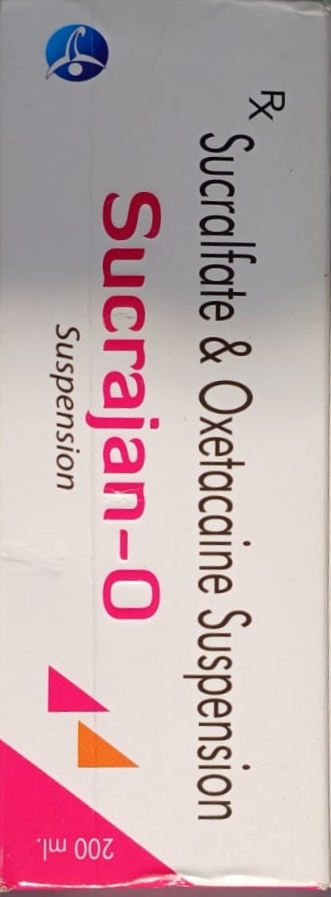 Rx
Sucralfate & Oxetacaine Suspension
Sucrajan-O
Suspension
200 ml.